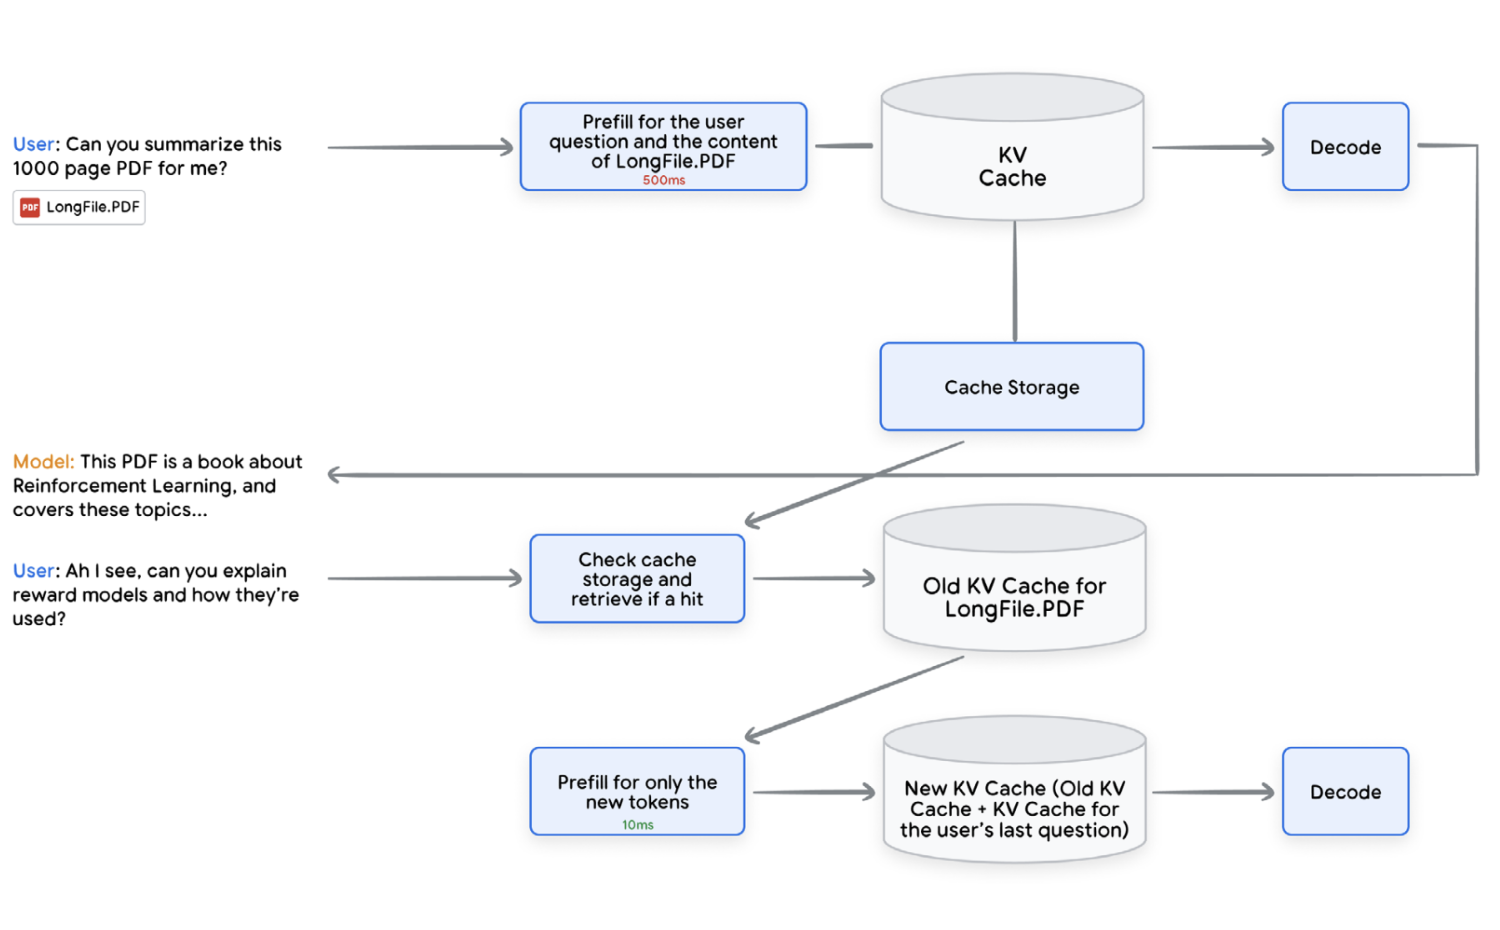 User: Can you summarize this
1000 page PDF for me?
PDF LongFile.PDF
Prefill for the user
question and the content
of LongFile.PDF
500ms
KV
Cache
Decode
Cache Storage
Model: This PDF is a book about
Reinforcement Learning, and
covers these topics...
User: Ah I see, can you explain
reward models and how they're
used?
Check cache
storage and
retrieve if a hit
Old KV Cache for
LongFile.PDF
Prefill for only the
new tokens
10ms
New KV Cache (Old KV
Cache + KV Cache for
the user's last question)
Decode